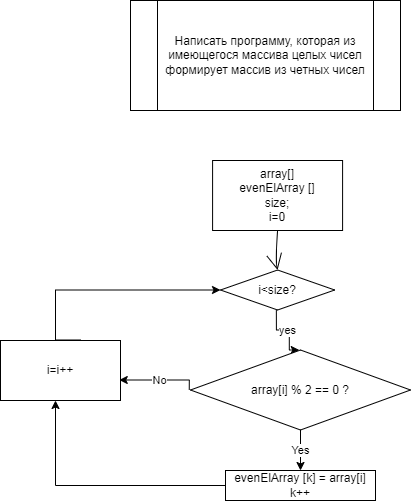 Написать программу, которая из
имеющегося массива целых чисел
формирует массив из четных чисел
array[]
evenElArray []
size;
i=0
i<size?
yes
i=i++
No
array[i] % 2 == 0 ?
Yes
evenElArray [k] = array[i]
k++